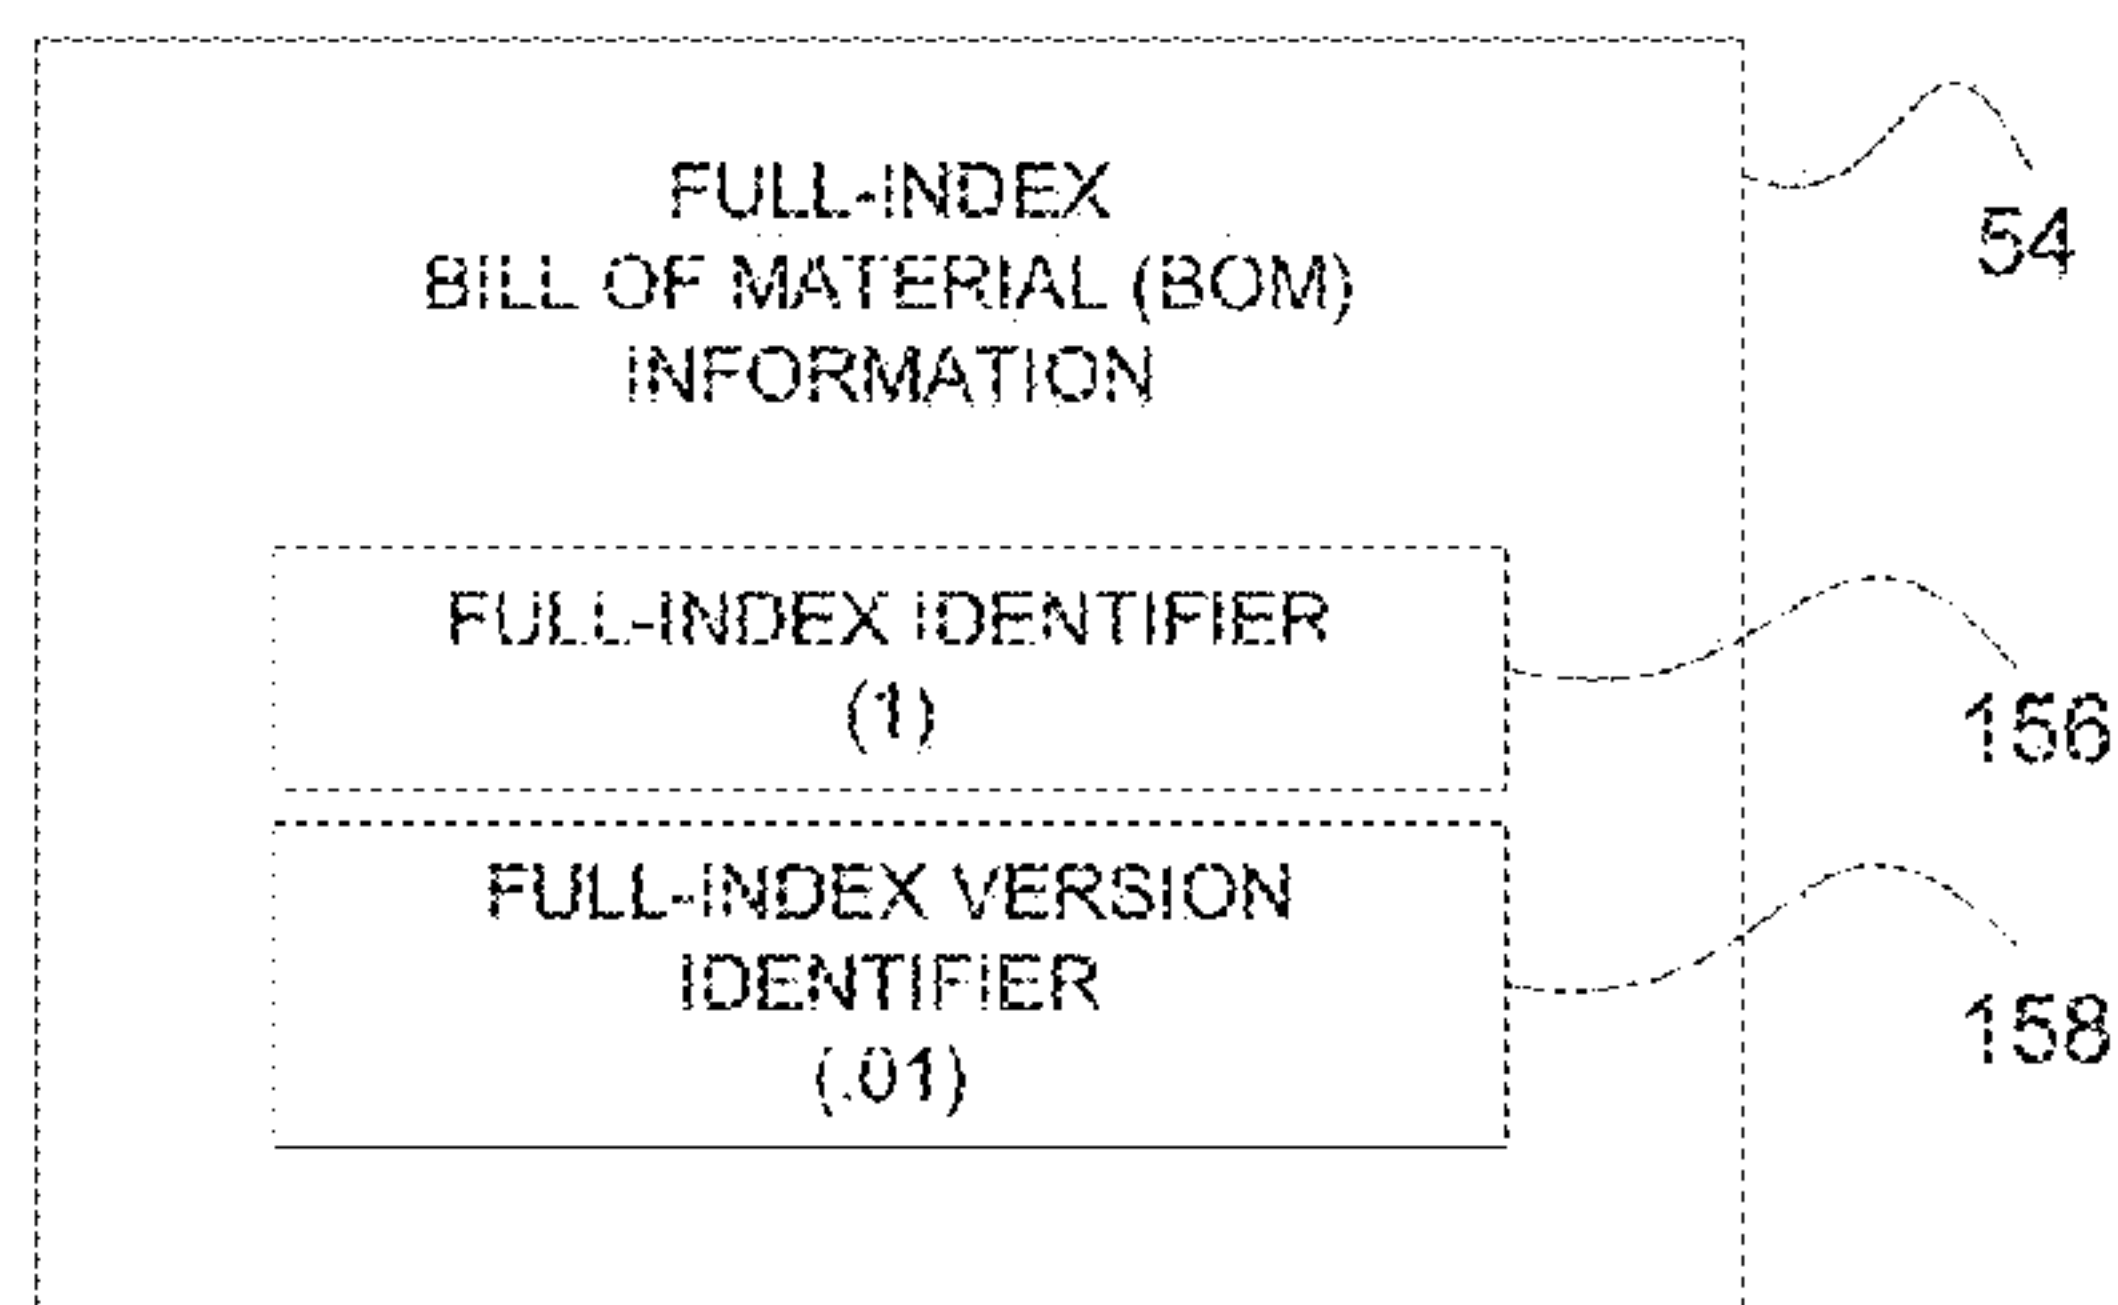 FULL-INDEX
BILL OF MATERIAL (BOM)
INFORMATION
54
FULL-INDEX IDENTIFIER
(1)
156
FULL-INDEX VERSION
IDENTIFIER
(.01)
158